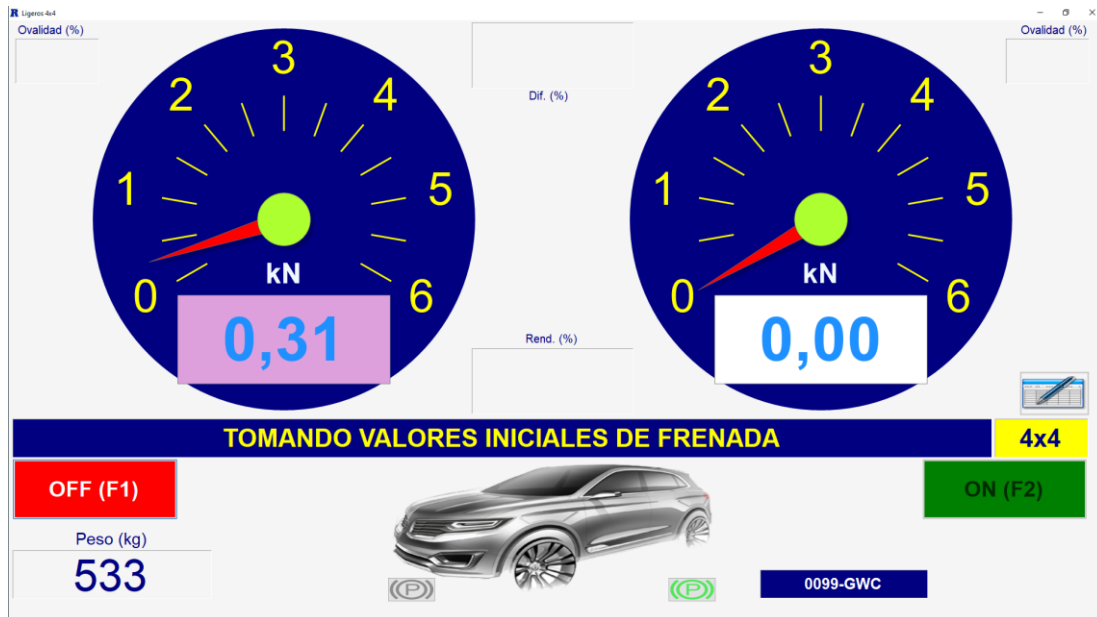 R Ligeros 4x4
Ovalidad (%)
Ovalidad (%)
Dif. (%)
0 1 2 3 4 5 6
kN
0,31
0 1 2 3 4 5 6
kN
0,00
Rend. (%)
TOMANDO VALORES INICIALES DE FRENADA
4x4
OFF (F1)
ON (F2)
Peso (kg)
533
(P)
(P)
0099-GWC